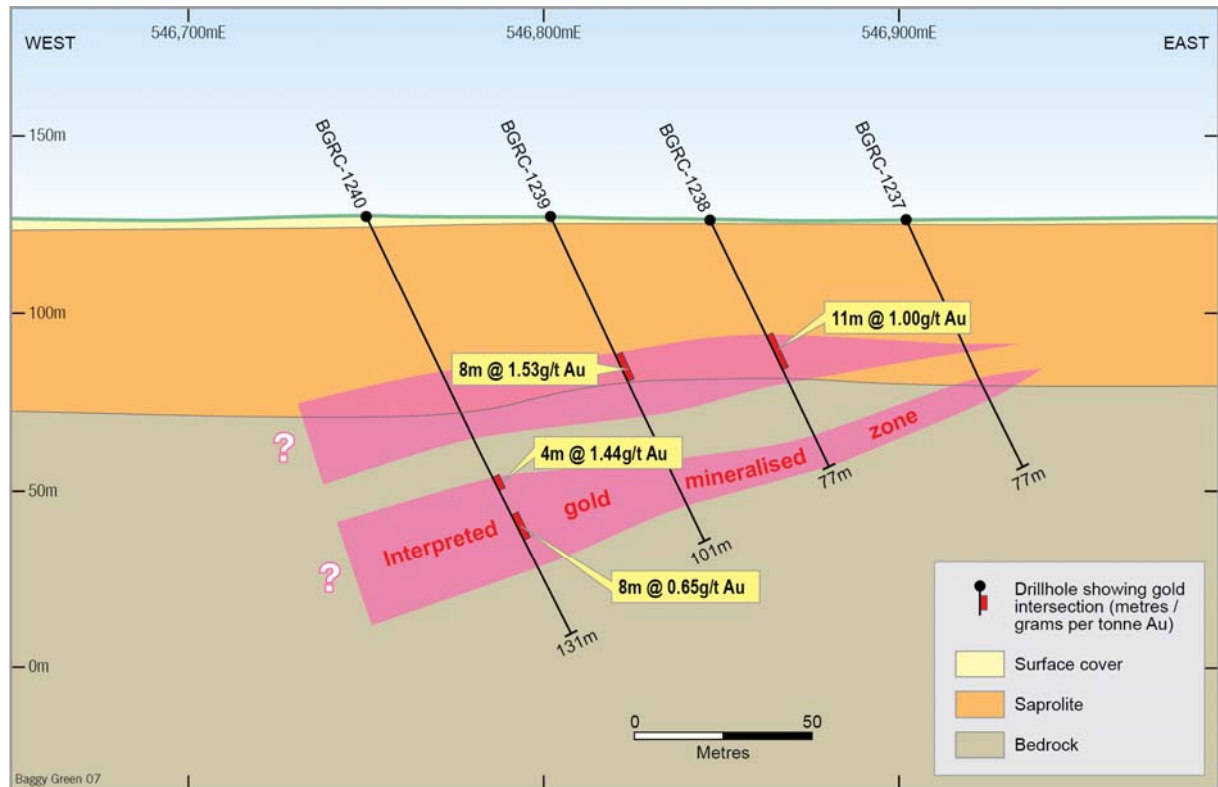 WEST
546,700mE
546,800mE
546,900mE
EAST
150m
100m
50m
0m
BGRC-1240
BGRC-1239
BGRC-1238
BGRC-1237
11m @ 1.00g/t Au
8m @ 1.53g/t Au
4m @ 1.44g/t Au
8m @ 0.65g/t Au
?
?
Interpreted gold mineralised zone
77m
77m
101m
131m
0
50
Metres
Drillhole showing gold
intersection (metres /
grams per tonne Au)
Surface cover
Saprolite
Bedrock
Baggy Green 07